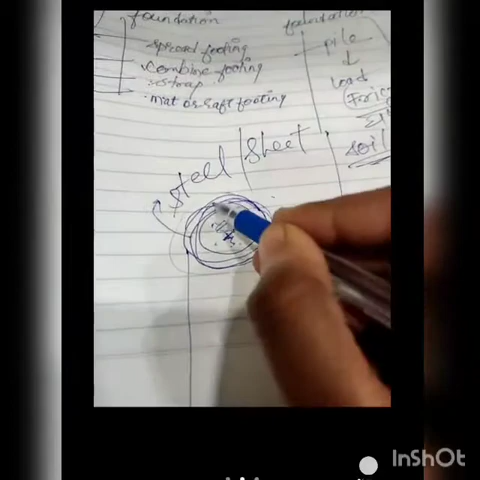 foundation
foundation
spread footing
pile
combine footing
strap
load
mat or raft footing
steel/sheet
soil
InShOt